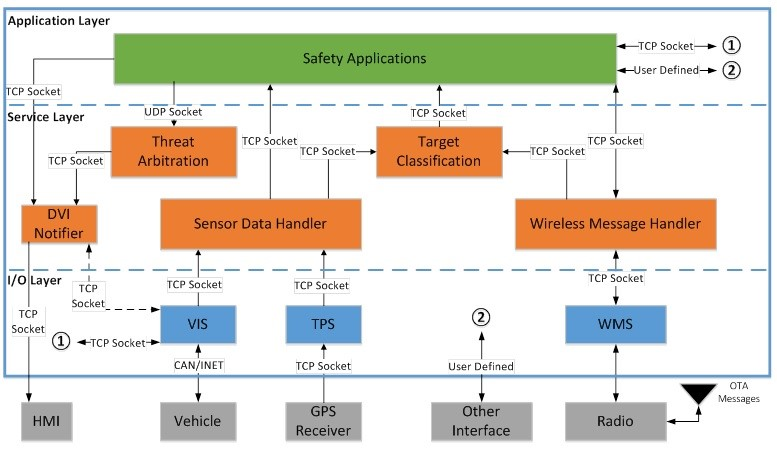 Application Layer
Safety Applications
TCP Socket
①
User Defined
②
TCP Socket
Service Layer
UDP Socket
TCP Socket
Threat
Arbitration
TCP Socket
TCP Socket
TCP Socket
Target
Classification
TCP Socket
TCP Socket
TCP Socket
DVI
Notifier
Sensor Data Handler
Wireless Message Handler
I/O Layer
TCP
Socket
TCP Socket
TCP Socket
TCP Socket
TCP
Socket
①
TCP Socket
VIS
TPS
②
WMS
CAN/INET
TCP Socket
User Defined
HMI
Vehicle
GPS
Receiver
Other
Interface
Radio
OTA
Messages